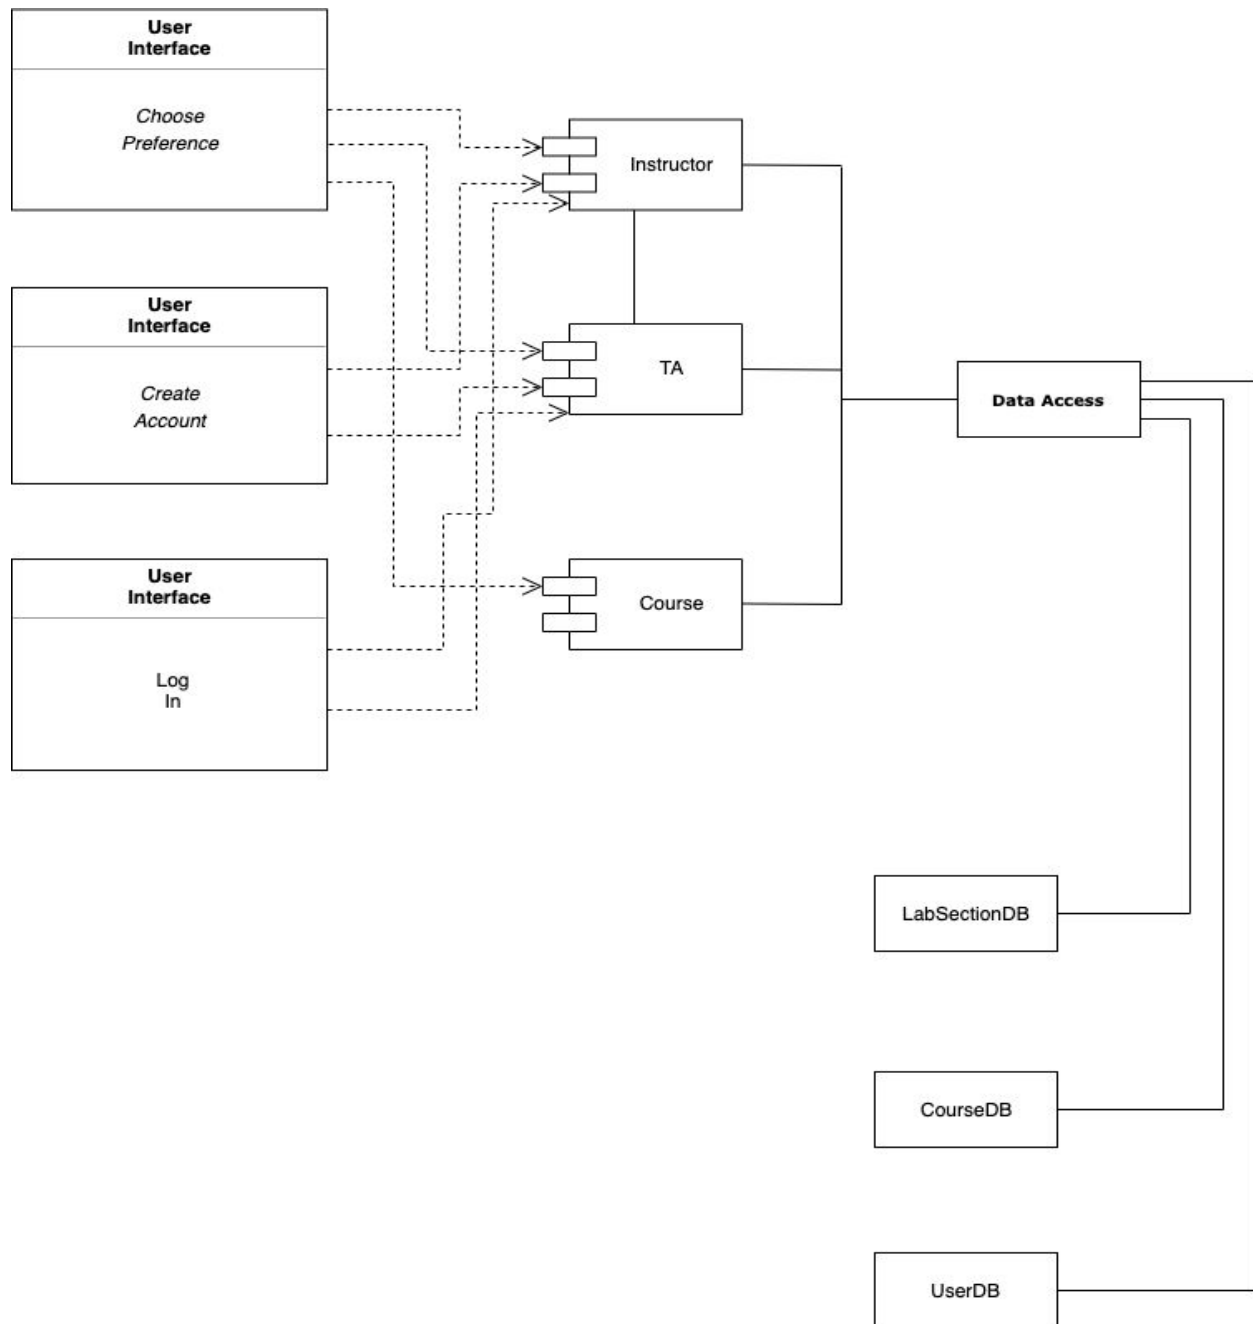 User
Interface
Choose
Preference
Instructor
User
Interface
Create
Account
TA
Data Access
User
Interface
Log
In
Course
LabSectionDB
CourseDB
UserDB